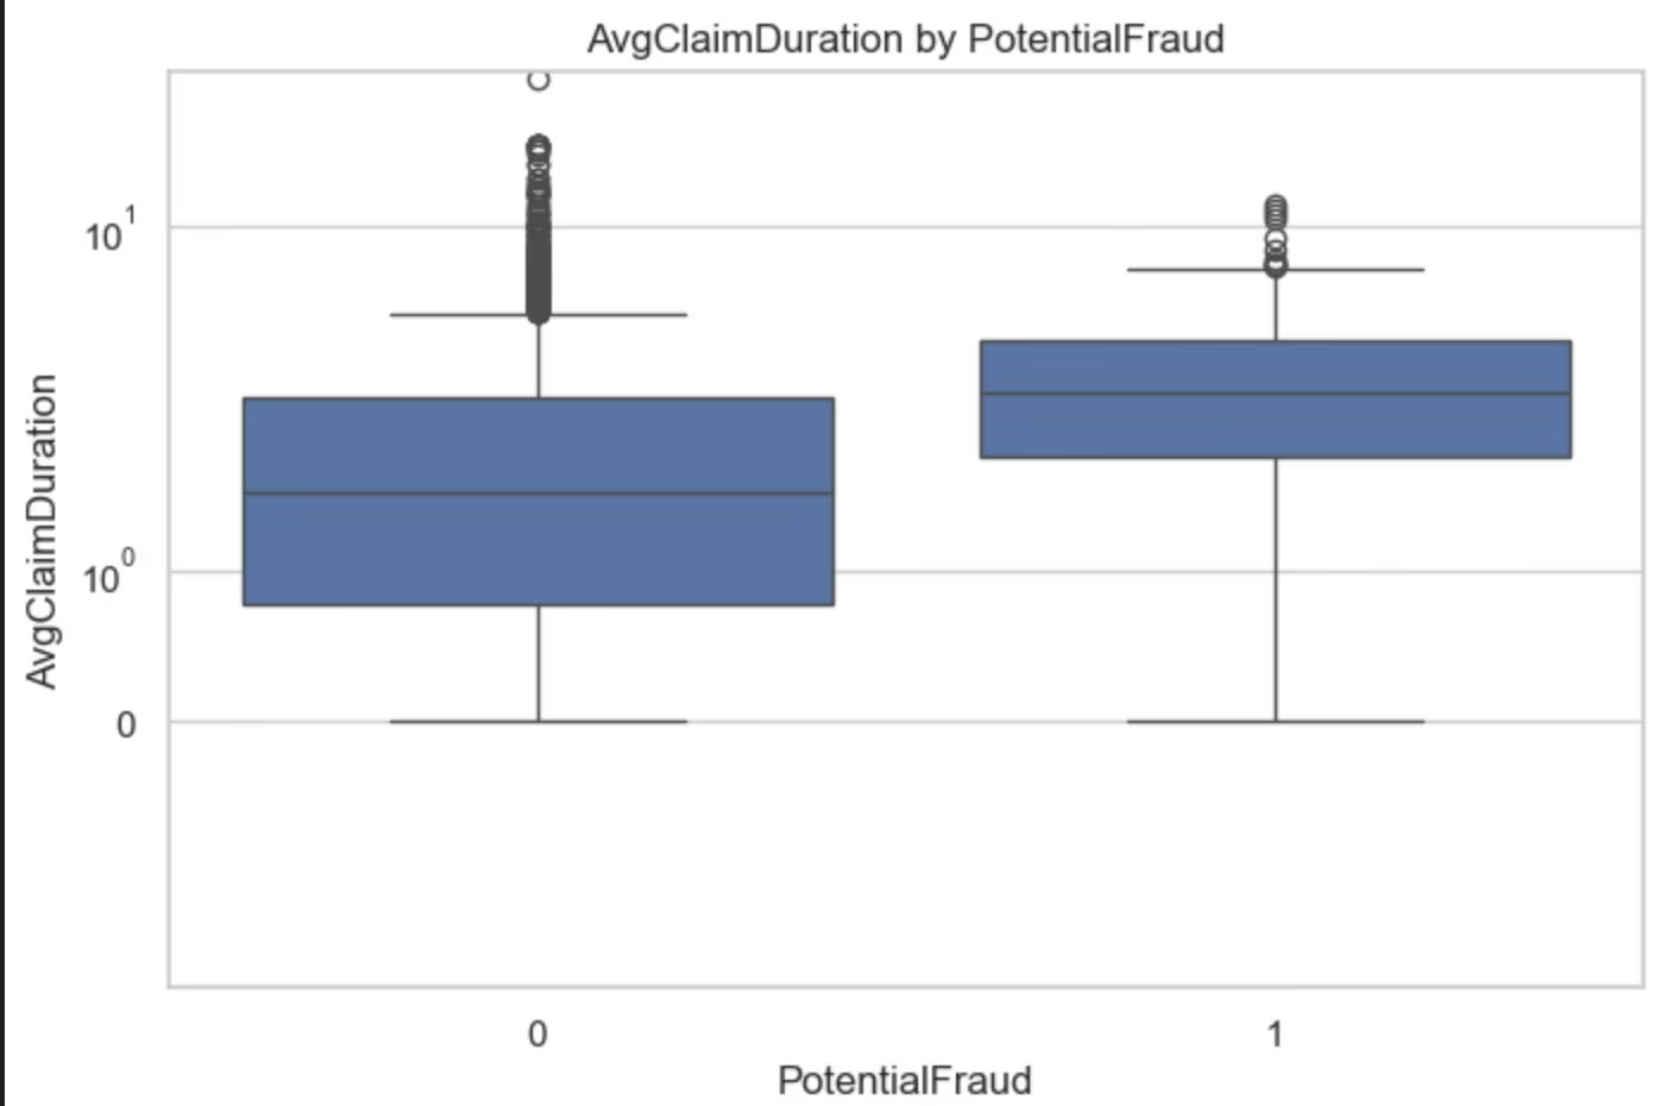 AvgClaimDuration by PotentialFraud
AvgClaimDuration
10¹
10⁰
0
0 1
PotentialFraud